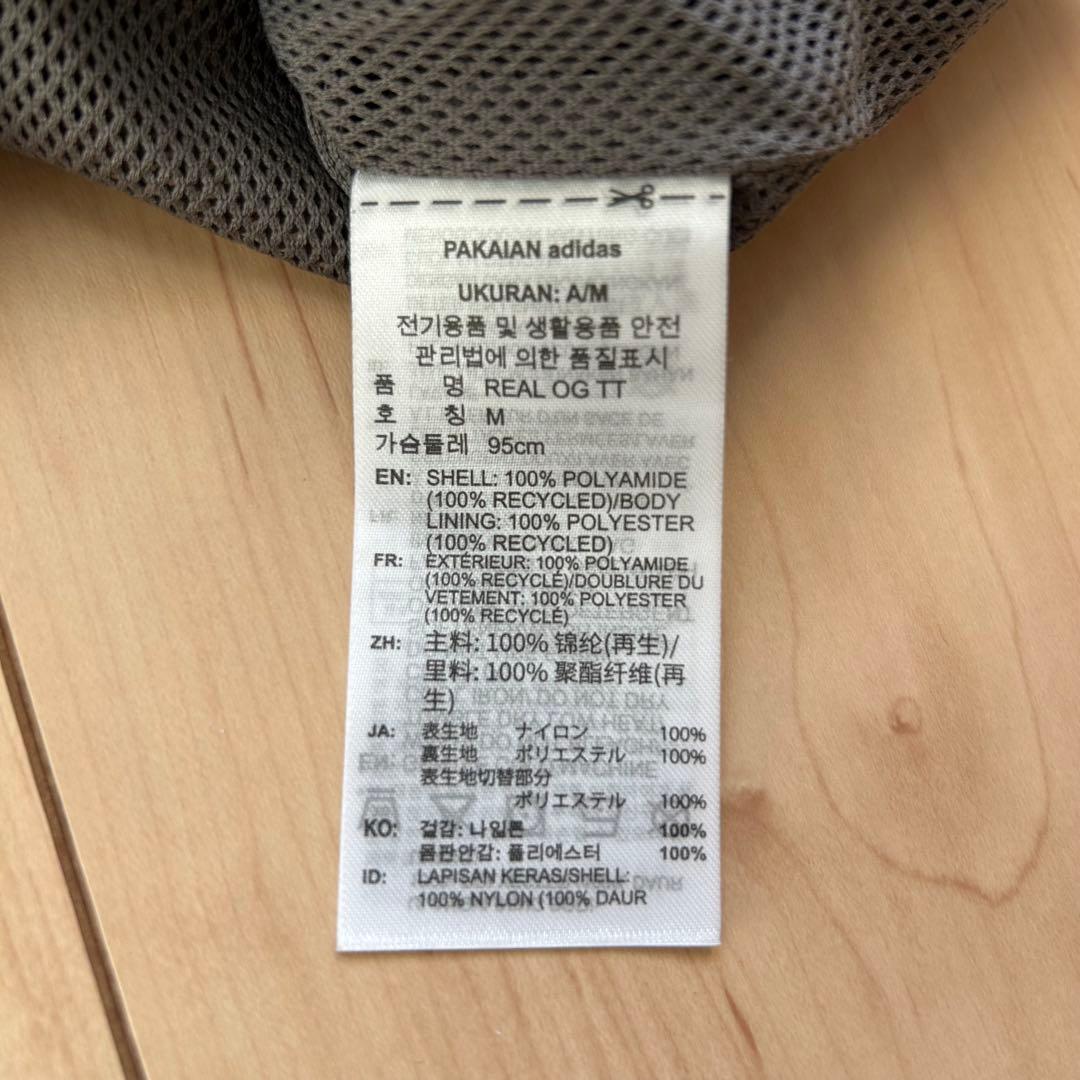 PAKAIAN adidas
UKURAN: A/M
전기용품 및 생활용품 안전
관리법에 의한 품질표시
품 명 REAL OG TT
호 칭 M
가슴둘레 95cm
EN: SHELL: 100% POLYAMIDE
(100% RECYCLED)/BODY
LINING: 100% POLYESTER
(100% RECYCLED)
FR: EXTÉRIEUR: 100% POLYAMIDE
(100% RECYCLÉ)/DOUBLURE DU
VETEMENT: 100% POLYESTER
(100% RECYCLÉ)
ZH: 主料: 100% 锦纶(再生)/
里料: 100% 聚酯纤维(再
生)
JA: 表生地 ナイロン 100%
裏生地 ポリエステル 100%
表生地切替部分
ポリエステル 100%
KO: 겉감: 나일론 100%
몸판안감: 폴리에스터 100%
ID: LAPISAN KERAS/SHELL:
100% NYLON (100% DAUR